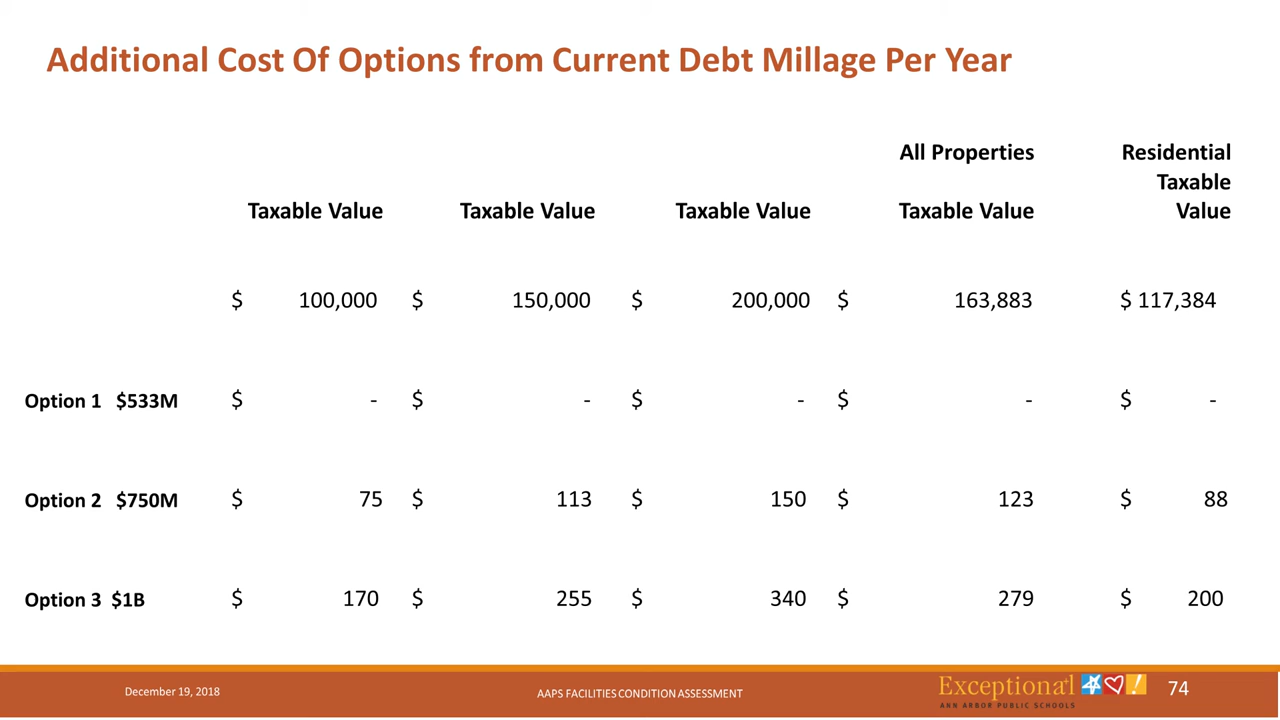 Additional Cost Of Options from Current Debt Millage Per Year
All Properties Residential
Taxable
Taxable Value Taxable Value Taxable Value Taxable Value Value
$ 100,000 $ 150,000 $ 200,000 $ 163,883 $ 117,384
Option 1 $533M $ - $ - $ - $ - $ -
Option 2 $750M $ 75 $ 113 $ 150 $ 123 $ 88
Option 3 $1B $ 170 $ 255 $ 340 $ 279 $ 200
December 19, 2018 AAPS FACILITIES CONDITION ASSESSMENT Exceptional 74
ANN ARBOR PUBLIC SCHOOLS